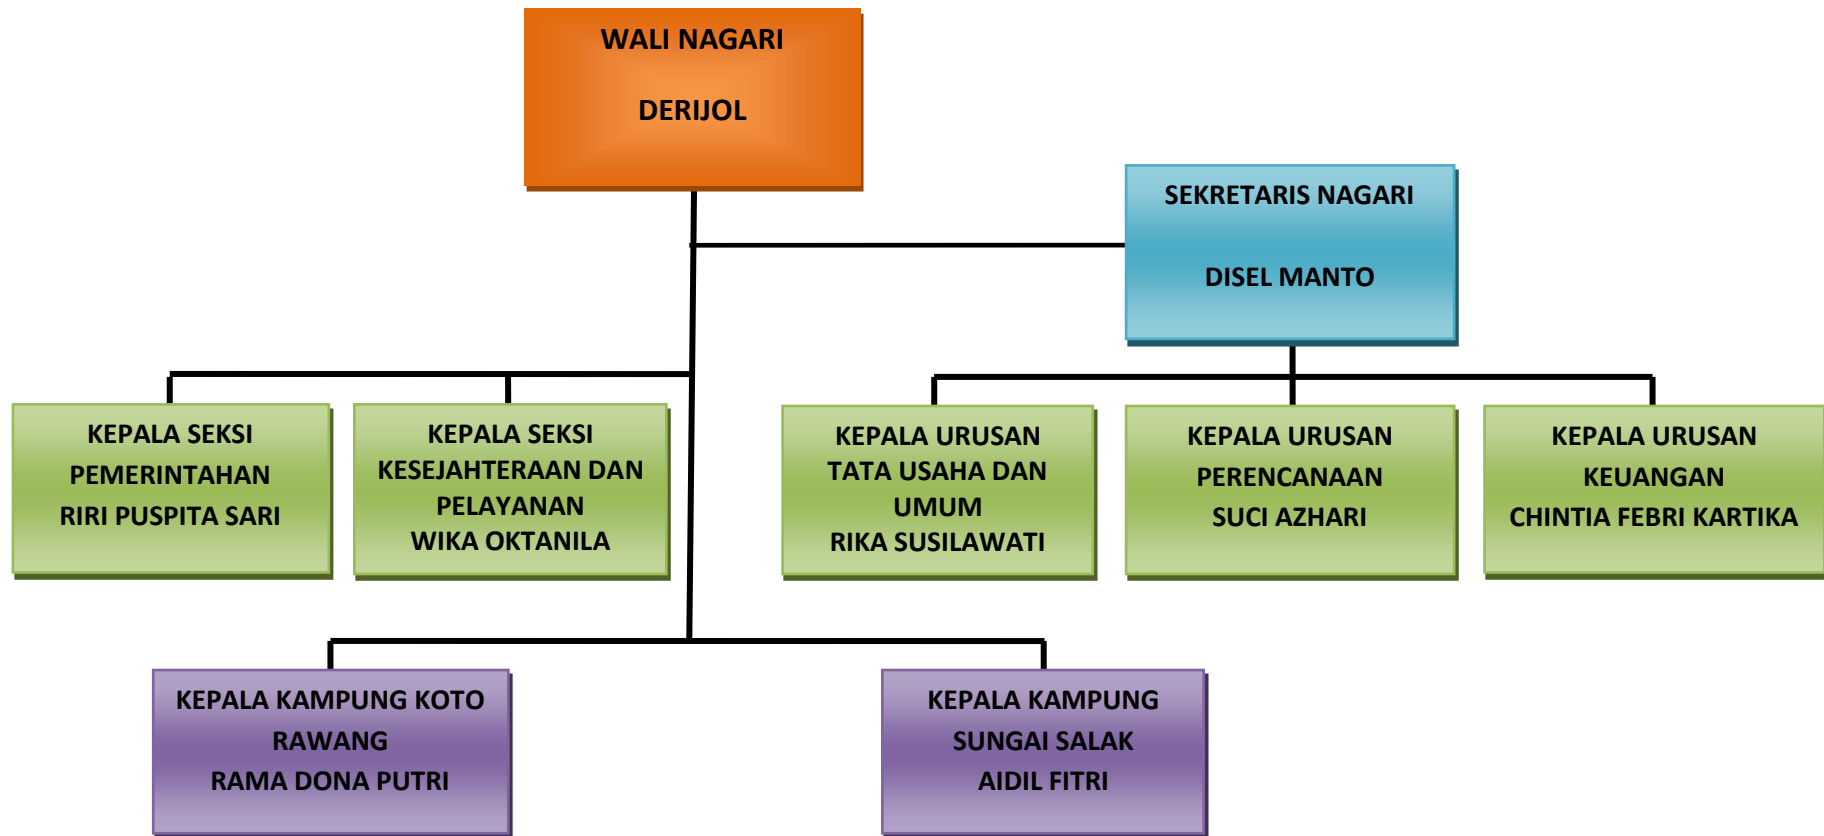 WALI NAGARI
DERIJOL
SEKRETARIS NAGARI
DISEL MANTO
KEPALA SEKSI
PEMERINTAHAN
RIRI PUSPITA SARI
KEPALA SEKSI
KESEJAHTERAAN DAN
PELAYANAN
WIKA OKTANILA
KEPALA URUSAN
TATA USAHA DAN
UMUM
RIKA SUSILAWATI
KEPALA URUSAN
PERENCANAAN
SUCI AZHARI
KEPALA URUSAN
KEUANGAN
CHINTIA FEBRI KARTIKA
KEPALA KAMPUNG KOTO
RAWANG
RAMA DONA PUTRI
KEPALA KAMPUNG
SUNGAI SALAK
AIDIL FITRI